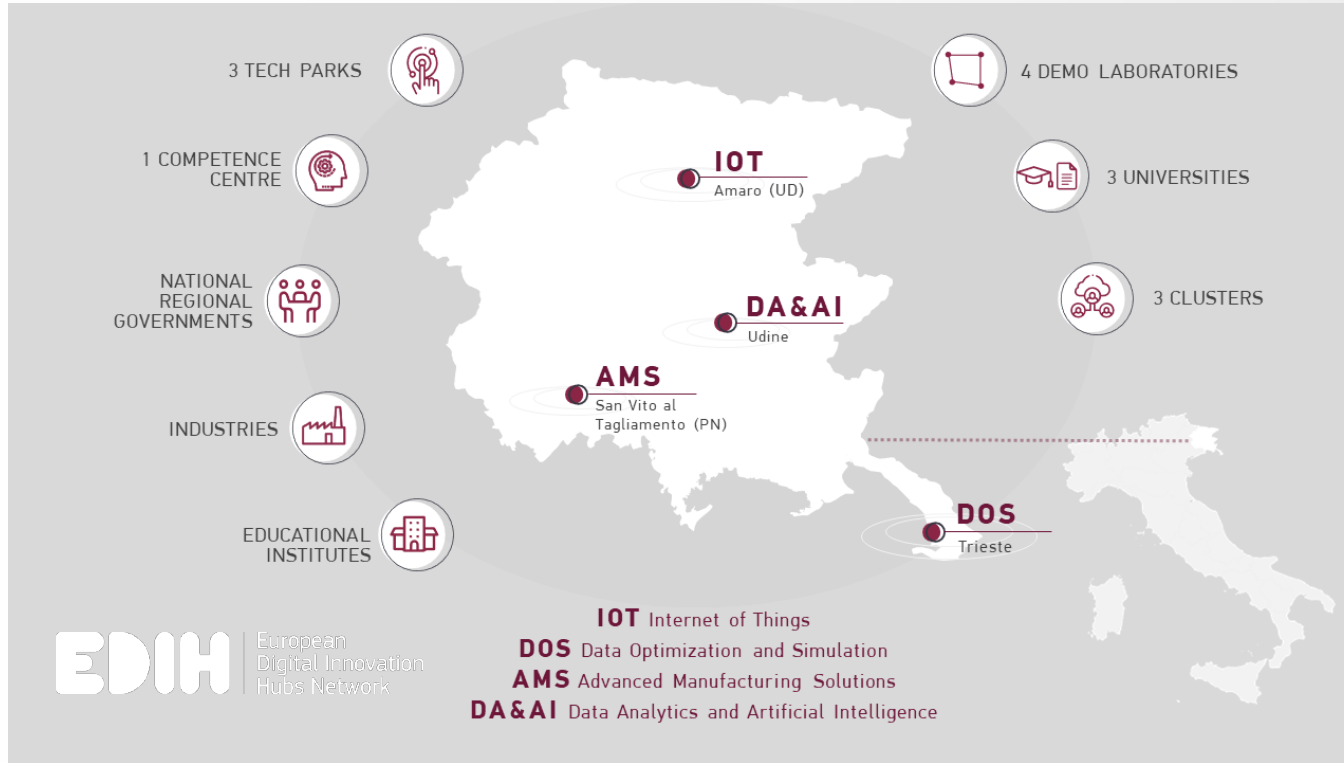 3 TECH PARKS
1 COMPETENCE
CENTRE
NATIONAL
REGIONAL
GOVERNMENTS
INDUSTRIES
EDUCATIONAL
INSTITUTES
4 DEMO LABORATORIES
3 UNIVERSITIES
3 CLUSTERS
IOT
Amaro (UD)
DA&AI
Udine
AMS
San Vito al
Tagliamento (PN)
DOS
Trieste
IOT Internet of Things
DOS Data Optimization and Simulation
AMS Advanced Manufacturing Solutions
DA&AI Data Analytics and Artificial Intelligence
EDIH
European
Digital Innovation
Hubs Network